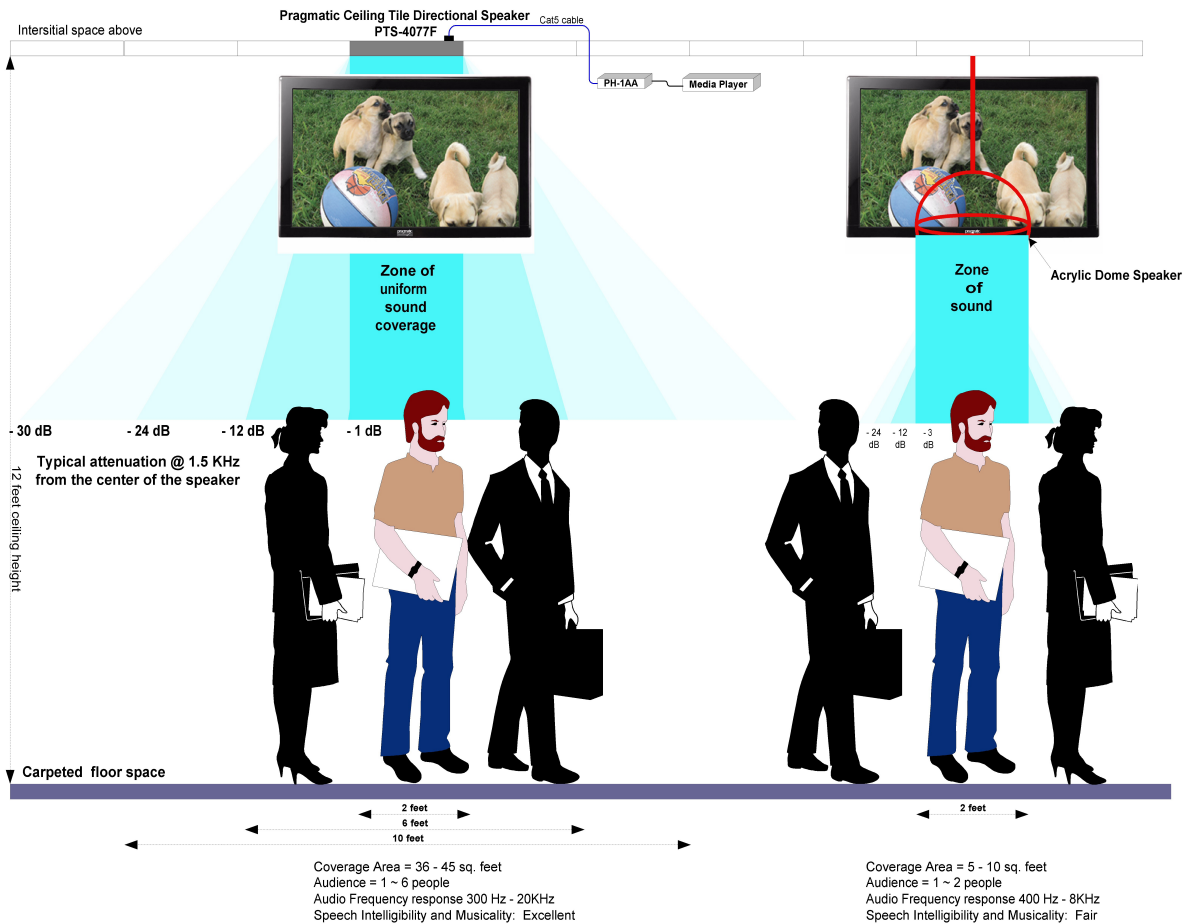 Pragmatic Ceiling Tile Directional Speaker
PTS-4077F
Cat5 cable
Intersitial space above
PH-1AA
Media Player
Zone of
uniform
sound
coverage
Zone
of
sound
Acrylic Dome Speaker
- 30 dB
- 24 dB
- 12 dB
- 1 dB
- 24
dB
- 12
dB
- 3
dB
Typical attenuation @ 1.5 KHz
from the center of the speaker
12 feet ceiling height
Carpeted floor space
2 feet
6 feet
10 feet
2 feet
Coverage Area = 36 - 45 sq. feet
Audience = 1 ~ 6 people
Audio Frequency response 300 Hz - 20KHz
Speech Intelligibility and Musicality: Excellent
Coverage Area = 5 - 10 sq. feet
Audience = 1 ~ 2 people
Audio Frequency response 400 Hz - 8KHz
Speech Intelligibility and Musicality: Fair